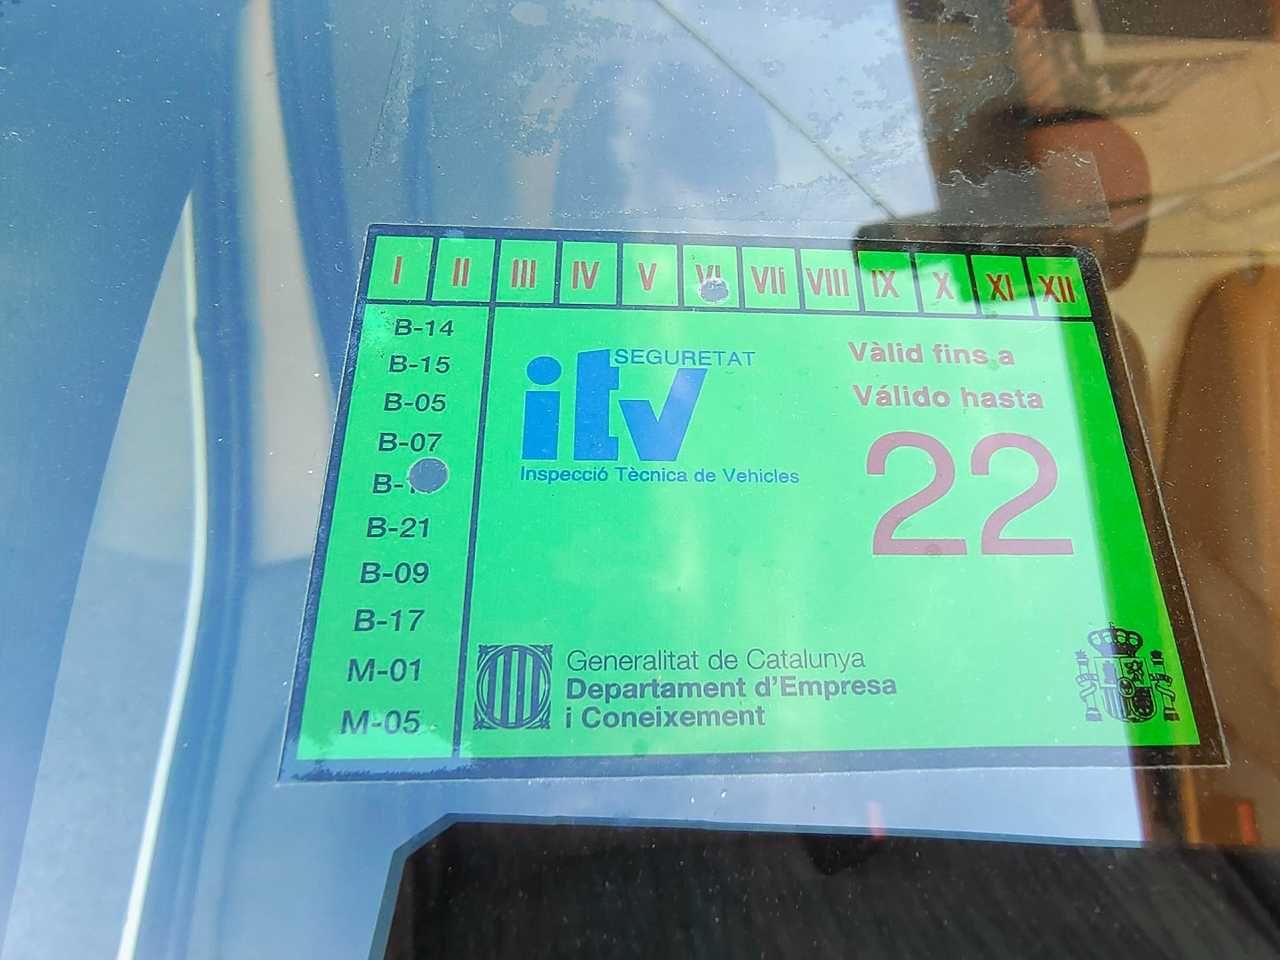 I II III IV V VI VII VIII IX X XI XII
B-14
B-15
B-05
B-07
B-21
B-09
B-17
M-01
M-05
SEGURETAT
itv
Inspecció Tècnica de Vehicles
Vàlid fins a
Válido hasta
22
Generalitat de Catalunya
Departament d'Empresa
i Coneixement